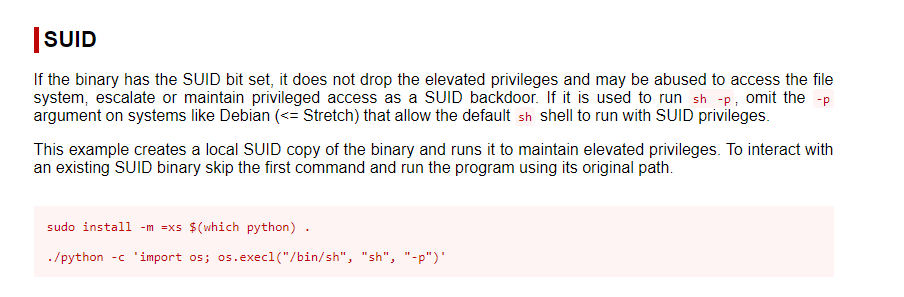 SUID
If the binary has the SUID bit set, it does not drop the elevated privileges and may be abused to access the file
system, escalate or maintain privileged access as a SUID backdoor. If it is used to run sh -p, omit the -p
argument on systems like Debian (<= Stretch) that allow the default sh shell to run with SUID privileges.
This example creates a local SUID copy of the binary and runs it to maintain elevated privileges. To interact with
an existing SUID binary skip the first command and run the program using its original path.
sudo install -m =xs $(which python) .
./python -c 'import os; os.execl("/bin/sh", "sh", "-p")'